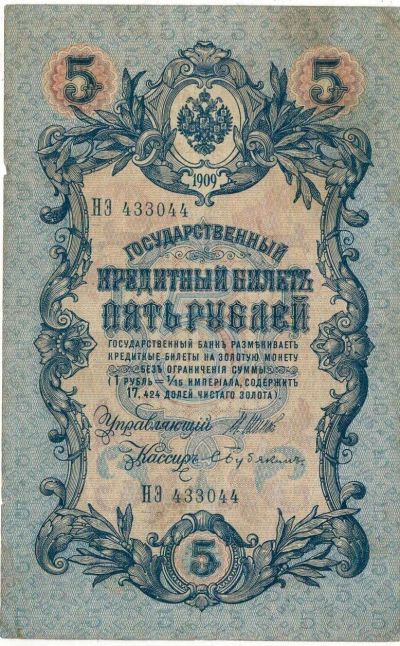 5 5
1909
НЭ 433044
ГОСУДАРСТВЕННЫЙ
КРЕДИТНЫЙ БИЛЕТЪ
ПЯТЬ РУБЛЕЙ
ГОСУДАРСТВЕННЫЙ БАНКЪ РАЗМѢНИВАЕТЪ
КРЕДИТНЫЕ БИЛЕТЫ НА ЗОЛОТУЮ МОНЕТУ
БЕЗЪ ОГРАНИЧЕНІЯ СУММЫ
(1 РУБЛЬ = 1/15 ИМПЕРІАЛА, СОДЕРЖИТЪ
17,424 ДОЛЕЙ ЧИСТАГО ЗОЛОТА).
Управляющій
Кассиръ
НЭ 433044
5